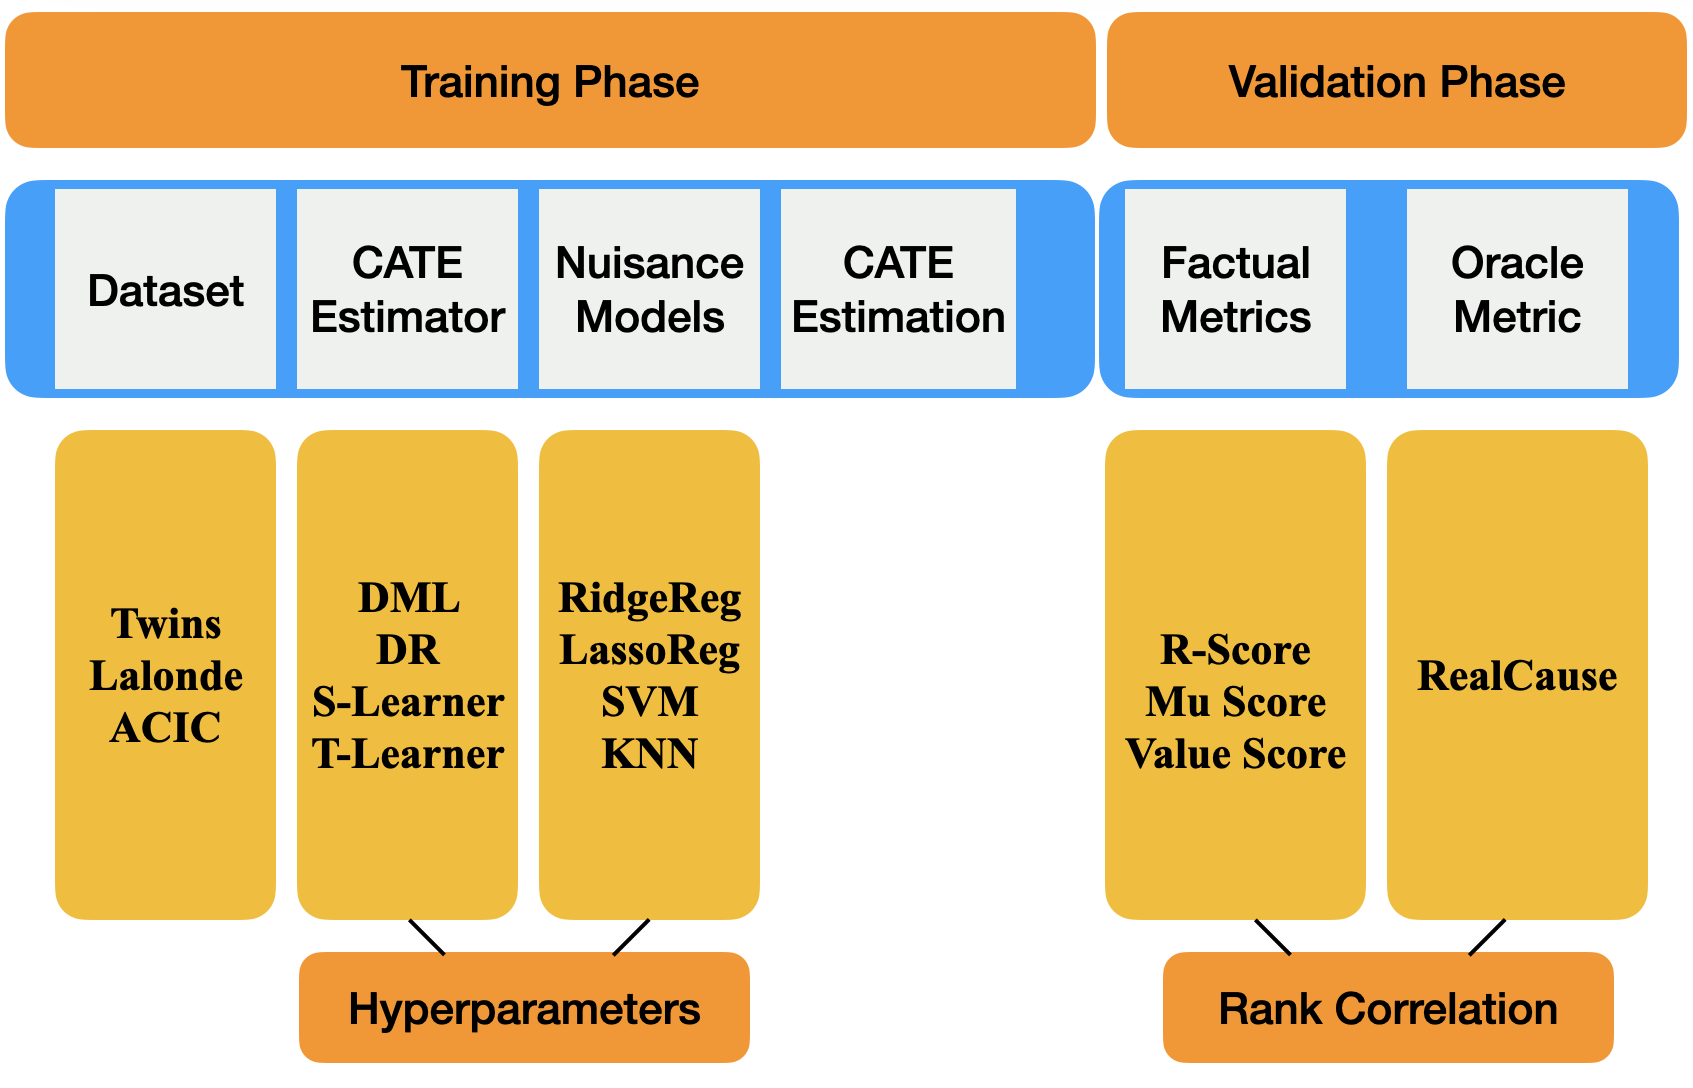 Training Phase
Validation Phase
Dataset
CATE
Estimator
Nuisance
Models
CATE
Estimation
Factual
Metrics
Oracle
Metric
Twins
Lalonde
ACIC
DML
DR
S-Learner
T-Learner
RidgeReg
LassoReg
SVM
KNN
R-Score
Mu Score
Value Score
RealCause
Hyperparameters
Rank Correlation